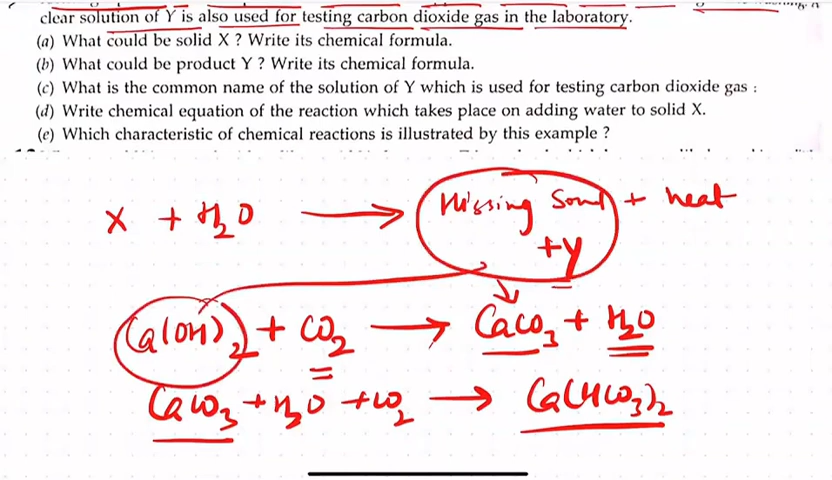 clear solution of Y is also used for testing carbon dioxide gas in the laboratory.
(a) What could be solid X ? Write its chemical formula.
(b) What could be product Y ? Write its chemical formula.
(c) What is the common name of the solution of Y which is used for testing carbon dioxide gas :
(d) Write chemical equation of the reaction which takes place on adding water to solid X.
(e) Which characteristic of chemical reactions is illustrated by this example ?
X + H2O → Hissing Sound + heat
+Y
Ca(OH)2 + CO2 → CaCO3 + H2O
CaCO3 + H2O + CO2 → Ca(HCO3)2